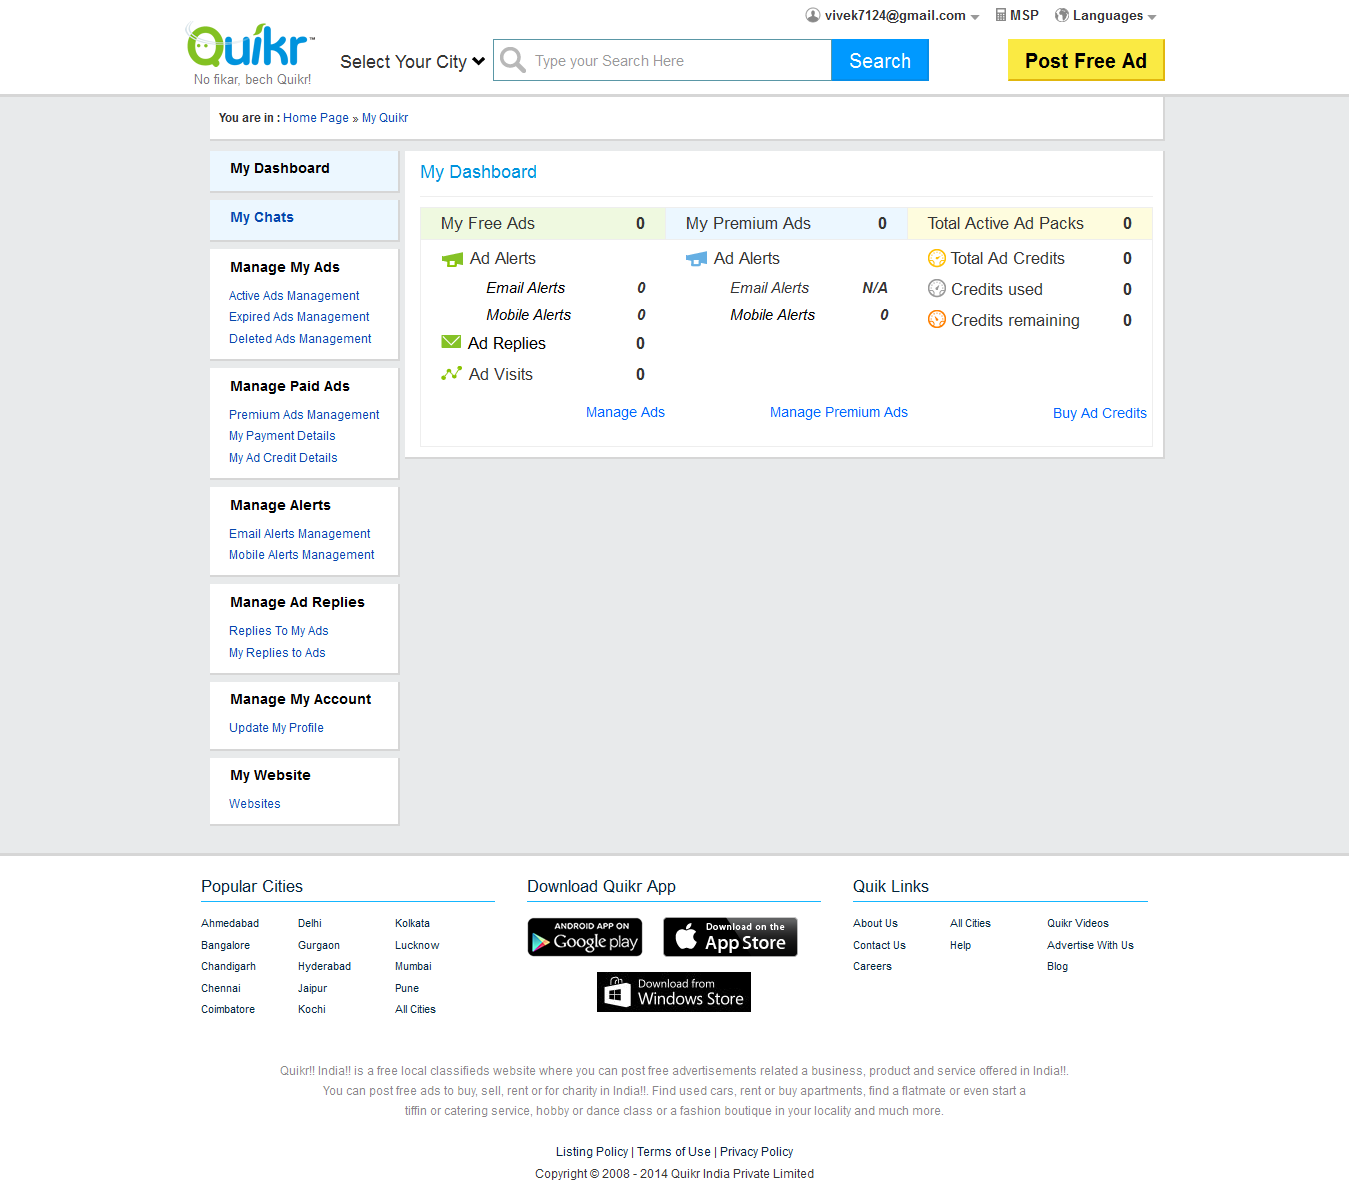 vivek7124@gmail.com MSP Languages
Quikr™
No fikar, bech Quikr!
Select Your City Type your Search Here Search Post Free Ad
You are in : Home Page » My Quikr
My Dashboard
My Chats
Manage My Ads
Active Ads Management
Expired Ads Management
Deleted Ads Management
Manage Paid Ads
Premium Ads Management
My Payment Details
My Ad Credit Details
Manage Alerts
Email Alerts Management
Mobile Alerts Management
Manage Ad Replies
Replies To My Ads
My Replies to Ads
Manage My Account
Update My Profile
My Website
Websites
My Dashboard
My Free Ads 0
Ad Alerts
Email Alerts 0
Mobile Alerts 0
Ad Replies 0
Ad Visits 0
Manage Ads
My Premium Ads 0
Ad Alerts
Email Alerts N/A
Mobile Alerts 0
Manage Premium Ads
Total Active Ad Packs 0
Total Ad Credits 0
Credits used 0
Credits remaining 0
Buy Ad Credits
Popular Cities
Ahmedabad Delhi Kolkata
Bangalore Gurgaon Lucknow
Chandigarh Hyderabad Mumbai
Chennai Jaipur Pune
Coimbatore Kochi All Cities
Download Quikr App
ANDROID APP ON
Google play
Download on the
App Store
Download from
Windows Store
Quik Links
About Us All Cities Quikr Videos
Contact Us Help Advertise With Us
Careers Blog
Quikr!! India!! is a free local classifieds website where you can post free advertisements related a business, product and service offered in India!!.
You can post free ads to buy, sell, rent or for charity in India!!. Find used cars, rent or buy apartments, find a flatmate or even start a
tiffin or catering service, hobby or dance class or a fashion boutique in your locality and much more.
Listing Policy | Terms of Use | Privacy Policy
Copyright © 2008 - 2014 Quikr India Private Limited